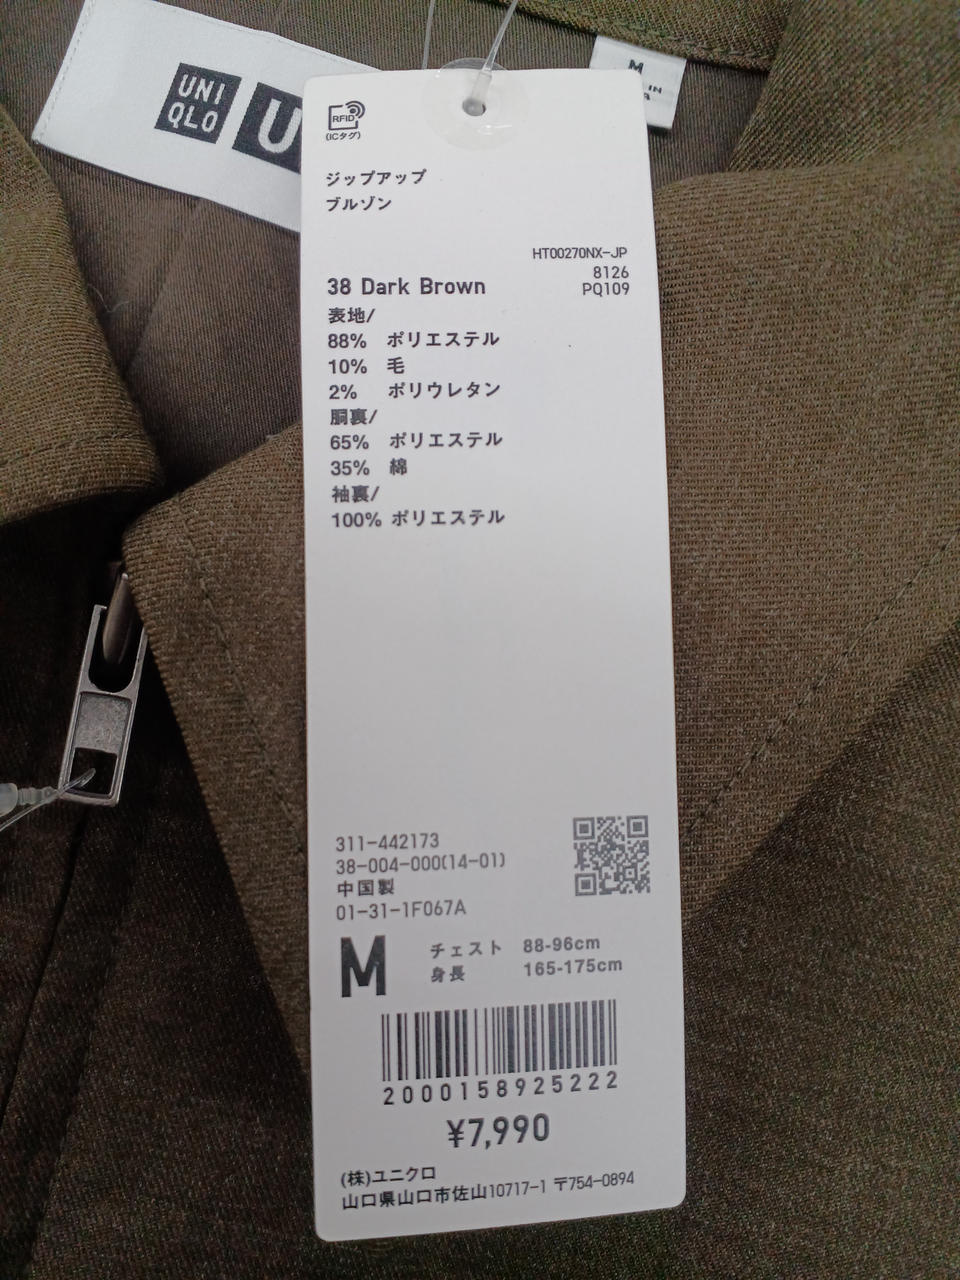 UNI
QLO
U
M
IN
RFID
(ICタグ)
ジップアップ
ブルゾン
HT00270NX-JP
8126
PQ109
38 Dark Brown
表地/
88% ポリエステル
10% 毛
2% ポリウレタン
胴裏/
65% ポリエステル
35% 綿
袖裏/
100% ポリエステル
311-442173
38-004-000(14-01)
中国製
01-31-1F067A
M チェスト 88-96cm
身長 165-175cm
2000158925222
¥7,990
(株)ユニクロ
山口県山口市佐山10717-1 〒754-0894